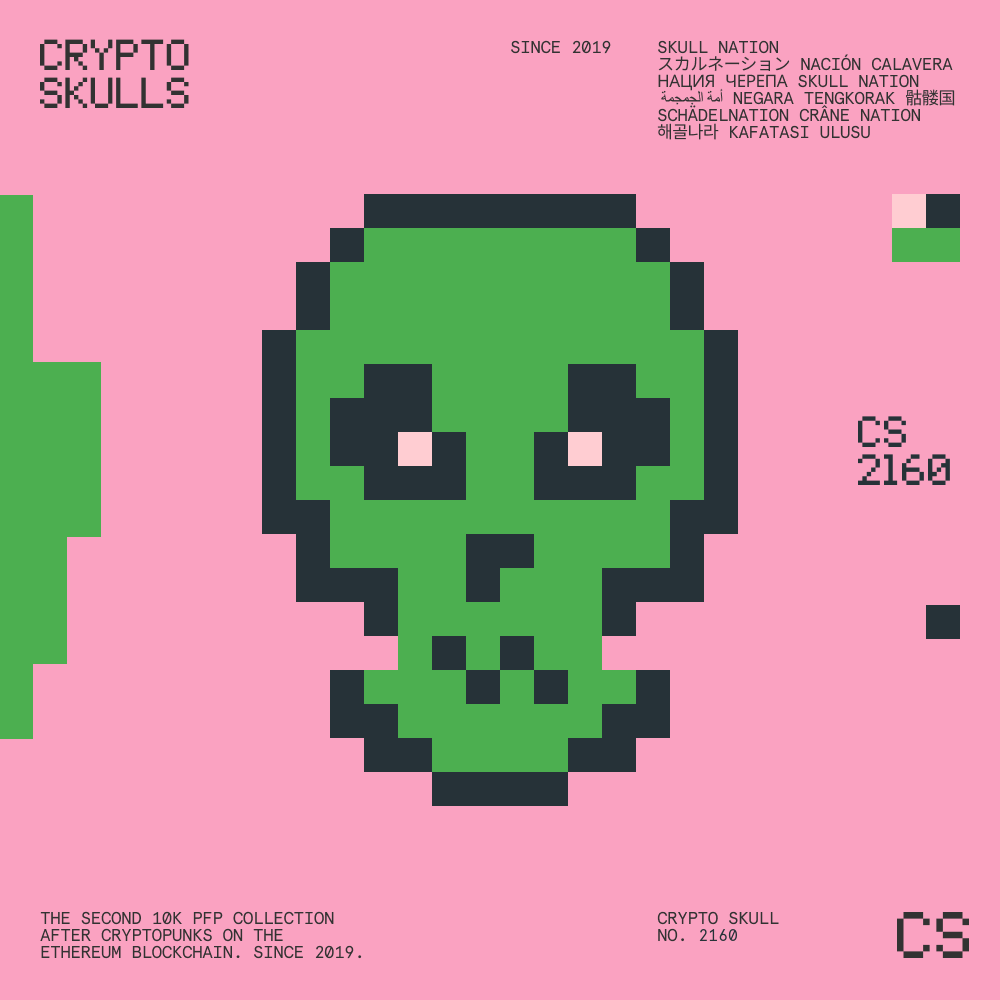 CRYPTO
SKULLS
SINCE 2019
SKULL NATION
スカルネーション NACIÓN CALAVERA
НАЦИЯ ЧЕРЕПА SKULL NATION
أمة الجمجمة NEGARA TENGKORAK 骷髅国
SCHÄDELNATION CRÂNE NATION
해골나라 KAFATASI ULUSU
CS
2160
THE SECOND 10K PFP COLLECTION
AFTER CRYPTOPUNKS ON THE
ETHEREUM BLOCKCHAIN. SINCE 2019.
CRYPTO SKULL
NO. 2160
CS